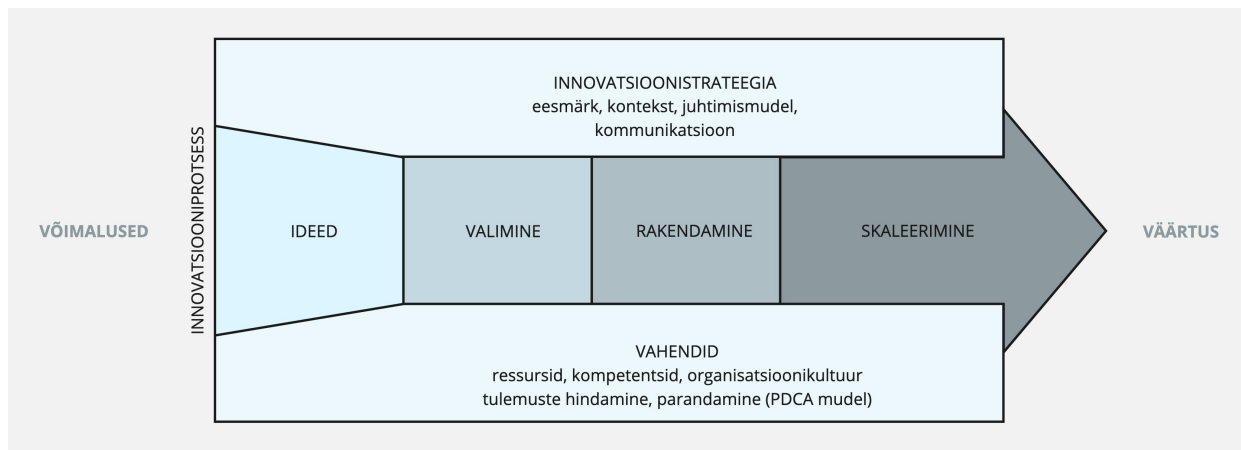 INNOVATSIOONISTRATEEGIA
eesmärk, kontekst, juhtimismudel,
kommunikatsioon
VÕIMALUSED
INNOVATSIOONIPROTSESS
IDEED
VALIMINE
RAKENDAMINE
SKALEERIMINE
VÄÄRTUS
VAHENDID
ressursid, kompetentsid, organisatsioonikultuur
tulemuste hindamine, parandamine (PDCA mudel)